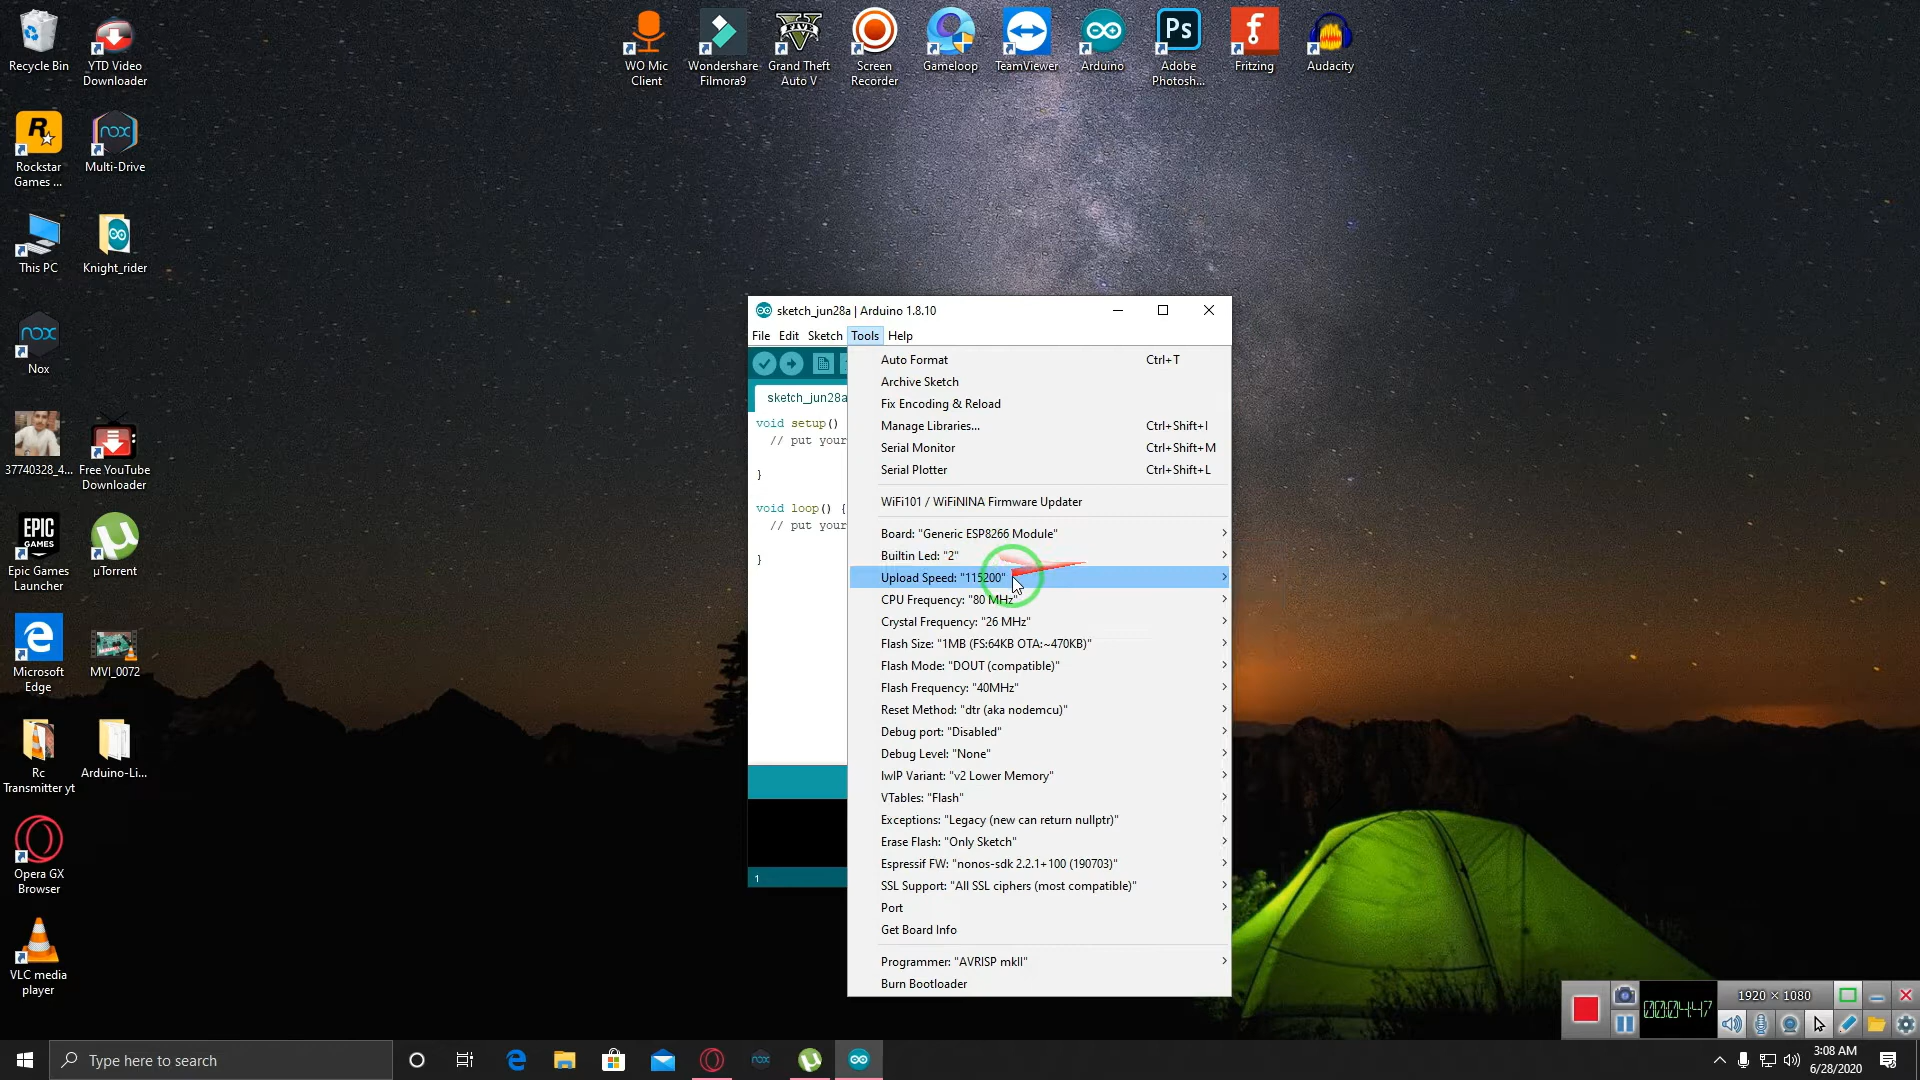 Recycle Bin
YTD Video
Downloader
WO Mic
Client
Wondershare
Filmora9
Grand Theft
Auto V
Screen
Recorder
Gameloop
TeamViewer
Arduino
Adobe
Photosh...
Fritzing
Audacity
Rockstar
Games ...
Multi-Drive
This PC
Knight_rider
Nox
37740328_4...
Free YouTube
Downloader
Epic Games
Launcher
µTorrent
Microsoft
Edge
MVI_0072
Rc
Transmitter yt
Arduino-Li...
Opera GX
Browser
VLC media
player
EPIC
GAMES
nox
nox
Ps
FIVE
sketch_jun28a | Arduino 1.8.10
File Edit Sketch Tools Help
sketch_jun28a
void setup()
// put your
}
void loop() {
// put your
}
1
Auto Format Ctrl+T
Archive Sketch
Fix Encoding & Reload
Manage Libraries... Ctrl+Shift+I
Serial Monitor Ctrl+Shift+M
Serial Plotter Ctrl+Shift+L
WiFi101 / WiFiNINA Firmware Updater
Board: "Generic ESP8266 Module"
Builtin Led: "2"
Upload Speed: "115200"
CPU Frequency: "80 MHz"
Crystal Frequency: "26 MHz"
Flash Size: "1MB (FS:64KB OTA:~470KB)"
Flash Mode: "DOUT (compatible)"
Flash Frequency: "40MHz"
Reset Method: "dtr (aka nodemcu)"
Debug port: "Disabled"
Debug Level: "None"
lwIP Variant: "v2 Lower Memory"
VTables: "Flash"
Exceptions: "Legacy (new can return nullptr)"
Erase Flash: "Only Sketch"
Espressif FW: "nonos-sdk 2.2.1+100 (190703)"
SSL Support: "All SSL ciphers (most compatible)"
Port
Get Board Info
Programmer: "AVRISP mkII"
Burn Bootloader
1920 × 1080
Type here to search
nox
3:08 AM
6/28/2020